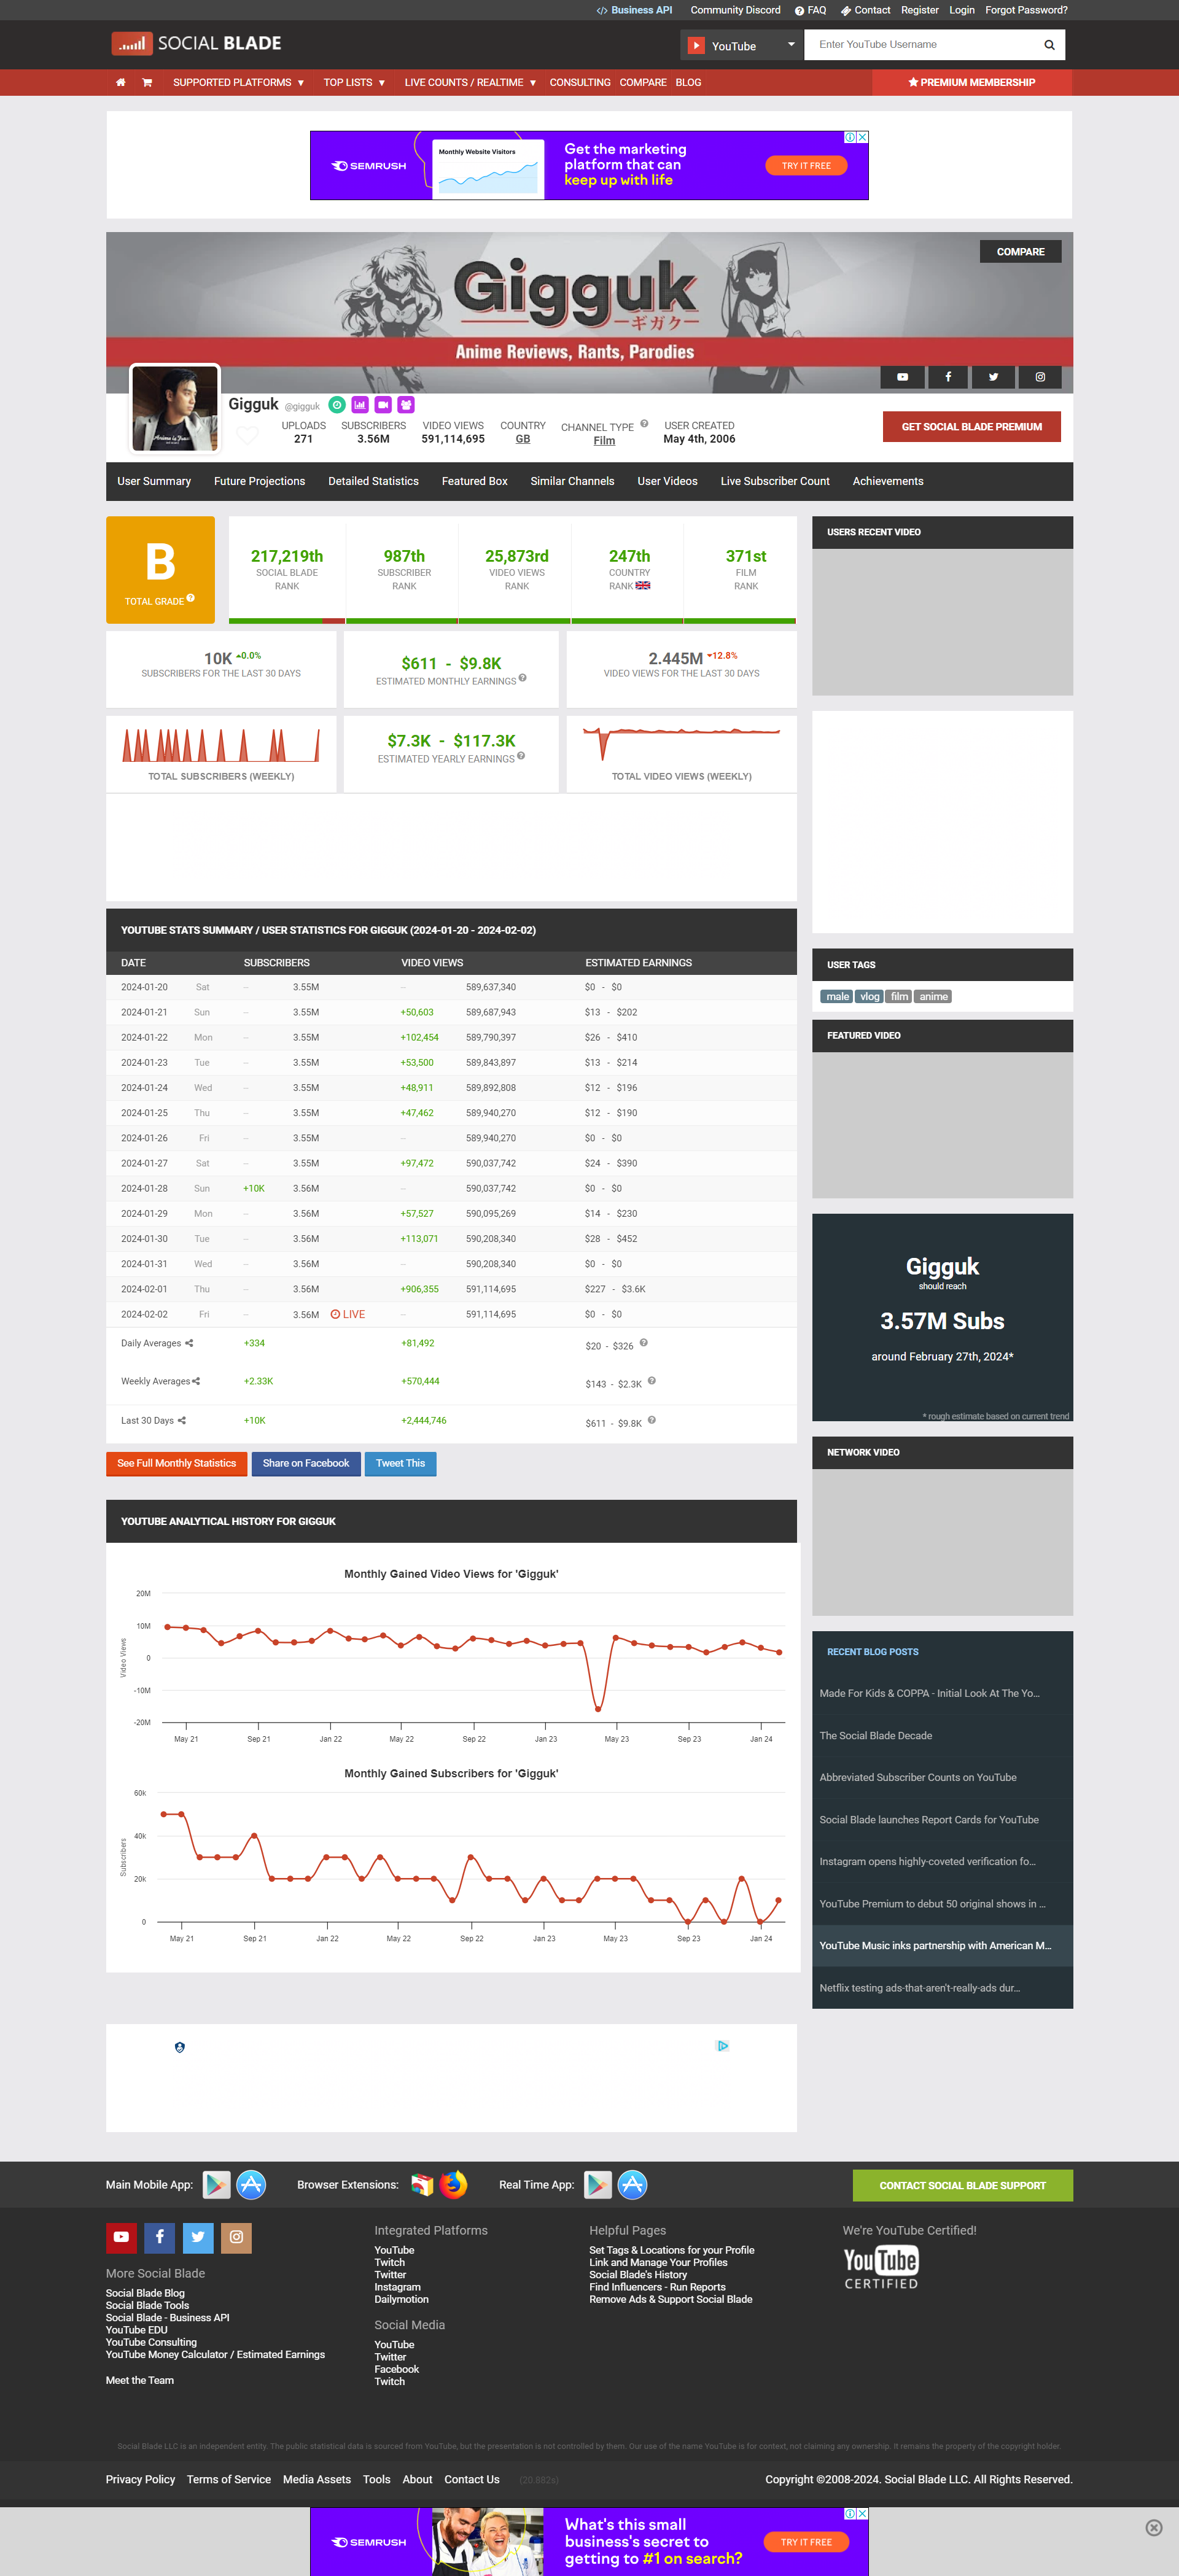 Business API Community Discord FAQ Contact Register Login Forgot Password?
SOCIAL BLADE
YouTube
Enter YouTube Username
SUPPORTED PLATFORMS ▼ TOP LISTS ▼ LIVE COUNTS / REALTIME ▼ CONSULTING COMPARE BLOG
PREMIUM MEMBERSHIP
SEMRUSH
Monthly Website Visitors
Get the marketing
platform that can
keep up with life
TRY IT FREE
COMPARE
Gigguk
ギガク
Anime Reviews, Rants, Parodies
Gigguk @gigguk
UPLOADS
271
SUBSCRIBERS
3.56M
VIDEO VIEWS
591,114,695
COUNTRY
GB
CHANNEL TYPE
Film
USER CREATED
May 4th, 2006
GET SOCIAL BLADE PREMIUM
User Summary Future Projections Detailed Statistics Featured Box Similar Channels User Videos Live Subscriber Count Achievements
B
TOTAL GRADE
217,219th
SOCIAL BLADE
RANK
987th
SUBSCRIBER
RANK
25,873rd
VIDEO VIEWS
RANK
247th
COUNTRY
RANK
371st
FILM
RANK
10K 0.0%
SUBSCRIBERS FOR THE LAST 30 DAYS
$611 - $9.8K
ESTIMATED MONTHLY EARNINGS
2.445M 12.8%
VIDEO VIEWS FOR THE LAST 30 DAYS
TOTAL SUBSCRIBERS (WEEKLY)
$7.3K - $117.3K
ESTIMATED YEARLY EARNINGS
TOTAL VIDEO VIEWS (WEEKLY)
YOUTUBE STATS SUMMARY / USER STATISTICS FOR GIGGUK (2024-01-20 - 2024-02-02)
DATE SUBSCRIBERS VIDEO VIEWS ESTIMATED EARNINGS
2024-01-20 Sat -- 3.55M -- 589,637,340 $0 - $0
2024-01-21 Sun -- 3.55M +50,603 589,687,943 $13 - $202
2024-01-22 Mon -- 3.55M +102,454 589,790,397 $26 - $410
2024-01-23 Tue -- 3.55M +53,500 589,843,897 $13 - $214
2024-01-24 Wed -- 3.55M +48,911 589,892,808 $12 - $196
2024-01-25 Thu -- 3.55M +47,462 589,940,270 $12 - $190
2024-01-26 Fri -- 3.55M -- 589,940,270 $0 - $0
2024-01-27 Sat -- 3.55M +97,472 590,037,742 $24 - $390
2024-01-28 Sun +10K 3.56M -- 590,037,742 $0 - $0
2024-01-29 Mon -- 3.56M +57,527 590,095,269 $14 - $230
2024-01-30 Tue -- 3.56M +113,071 590,208,340 $28 - $452
2024-01-31 Wed -- 3.56M -- 590,208,340 $0 - $0
2024-02-01 Thu -- 3.56M +906,355 591,114,695 $227 - $3.6K
2024-02-02 Fri -- 3.56M LIVE -- 591,114,695 $0 - $0
Daily Averages +334 +81,492 $20 - $326
Weekly Averages +2.33K +570,444 $143 - $2.3K
Last 30 Days +10K +2,444,746 $611 - $9.8K
See Full Monthly Statistics Share on Facebook Tweet This
YOUTUBE ANALYTICAL HISTORY FOR GIGGUK
Monthly Gained Video Views for 'Gigguk'
Video Views
20M
10M
0
-10M
-20M
May 21 Sep 21 Jan 22 May 22 Sep 22 Jan 23 May 23 Sep 23 Jan 24
Monthly Gained Subscribers for 'Gigguk'
Subscribers
60k
40k
20k
0
May 21 Sep 21 Jan 22 May 22 Sep 22 Jan 23 May 23 Sep 23 Jan 24
USERS RECENT VIDEO
USER TAGS
male vlog film anime
FEATURED VIDEO
Gigguk
should reach
3.57M Subs
around February 27th, 2024*
* rough estimate based on current trend
NETWORK VIDEO
RECENT BLOG POSTS
Made For Kids & COPPA - Initial Look At The Yo...
The Social Blade Decade
Abbreviated Subscriber Counts on YouTube
Social Blade launches Report Cards for YouTube
Instagram opens highly-coveted verification fo...
YouTube Premium to debut 50 original shows in ...
YouTube Music inks partnership with American M...
Netflix testing ads-that-aren't-really-ads dur...
Main Mobile App: Browser Extensions: Real Time App:
CONTACT SOCIAL BLADE SUPPORT
More Social Blade
Social Blade Blog
Social Blade Tools
Social Blade - Business API
YouTube EDU
YouTube Consulting
YouTube Money Calculator / Estimated Earnings
Meet the Team
Integrated Platforms
YouTube
Twitch
Twitter
Instagram
Dailymotion
Social Media
YouTube
Twitter
Facebook
Twitch
Helpful Pages
Set Tags & Locations for your Profile
Link and Manage Your Profiles
Social Blade's History
Find Influencers - Run Reports
Remove Ads & Support Social Blade
We're YouTube Certified!
YouTube
CERTIFIED
Social Blade LLC is an independent entity. The public statistical data is sourced from YouTube, but the presentation is not controlled by them. Our use of the name YouTube is for context, not claiming any ownership. It remains the property of the copyright holder.
Privacy Policy Terms of Service Media Assets Tools About Contact Us (20.882s)
Copyright ©2008-2024. Social Blade LLC. All Rights Reserved.
SEMRUSH
What's this small
business's secret to
getting to #1 on search?
TRY IT FREE